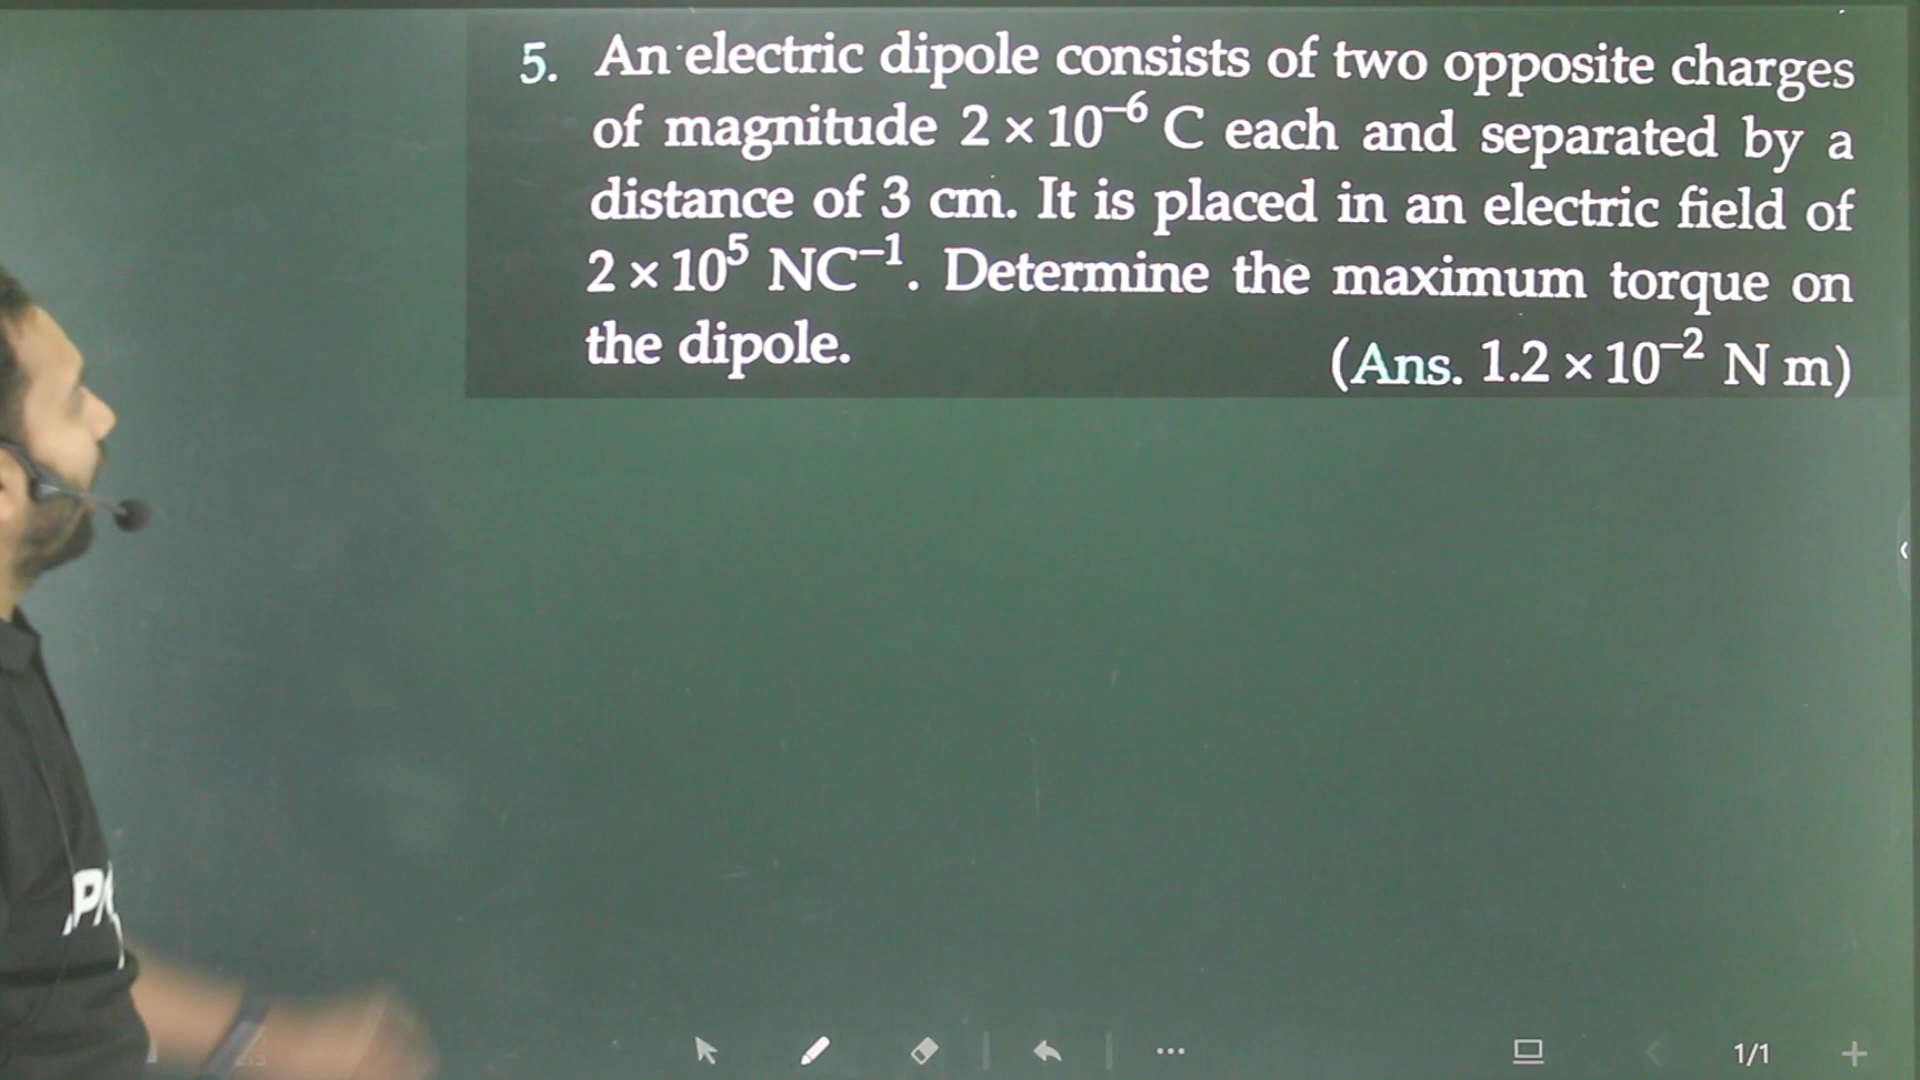 5. An electric dipole consists of two opposite charges
of magnitude 2 × 10⁻⁶ C each and separated by a
distance of 3 cm. It is placed in an electric field of
2 × 10⁵ NC⁻¹. Determine the maximum torque on
the dipole. (Ans. 1.2 × 10⁻² N m)
1/1